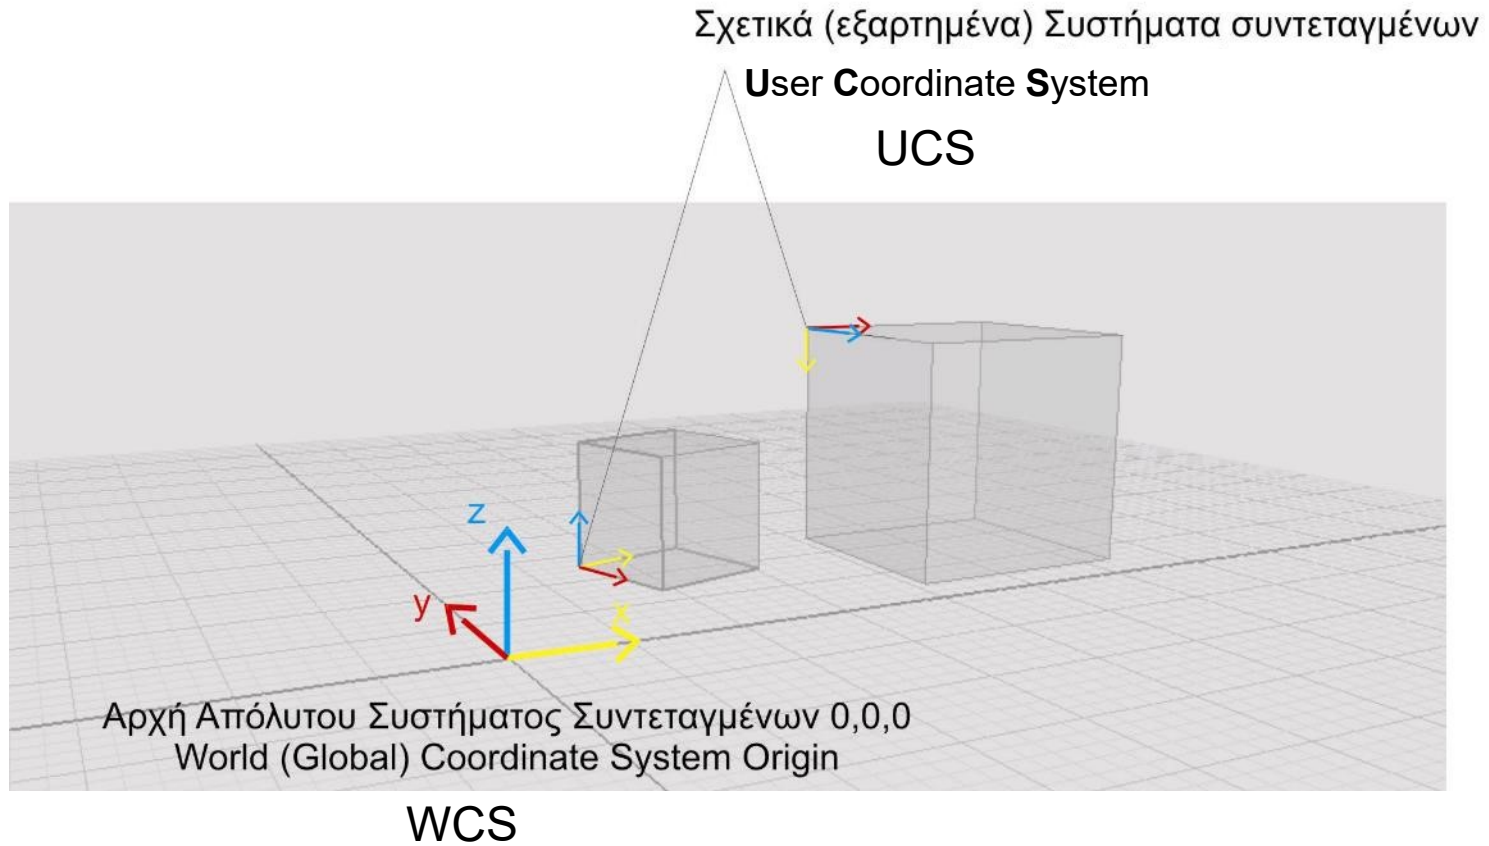 Σχετικά (εξαρτημένα) Συστήματα συντεταγμένων
User Coordinate System
UCS
z
y
x
Αρχή Απόλυτου Συστήματος Συντεταγμένων 0,0,0
World (Global) Coordinate System Origin
WCS